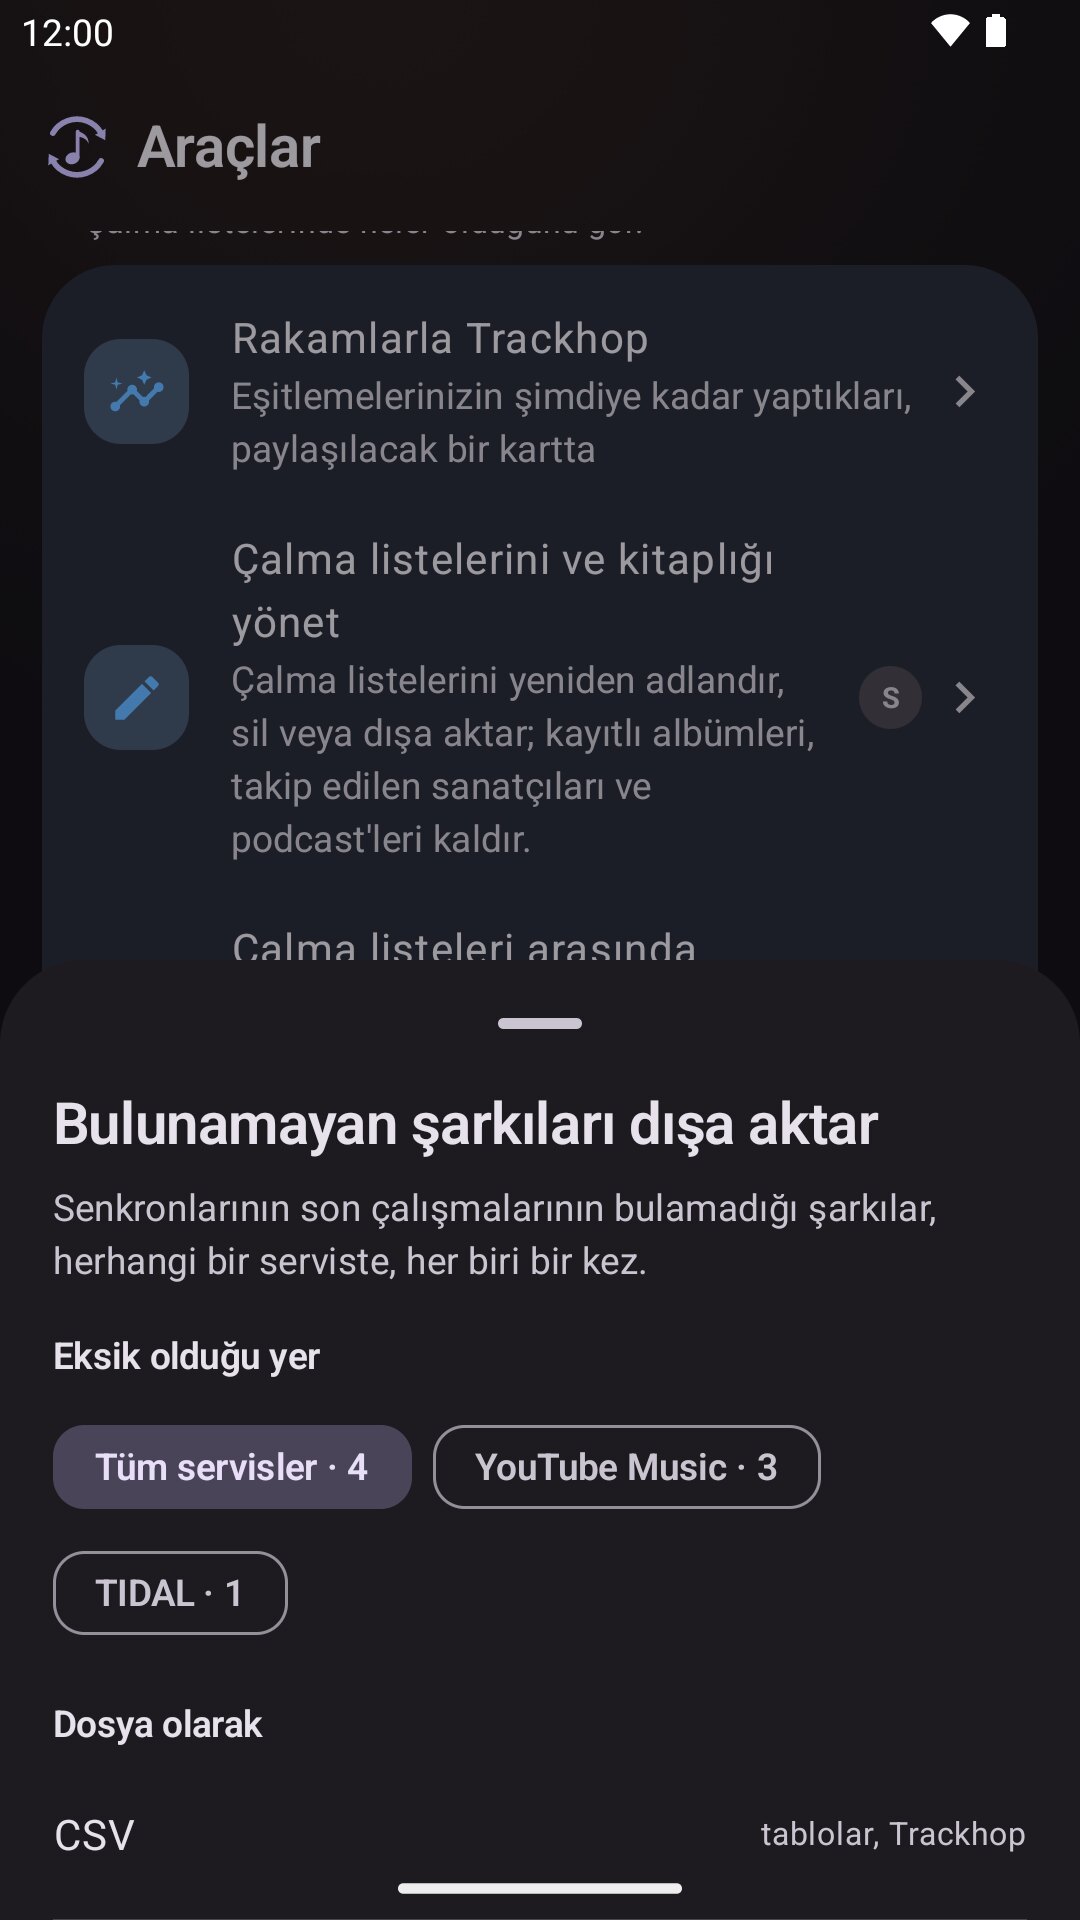 12:00
Araçlar
Rakamlarla Trackhop
Eşitlemelerinizin şimdiye kadar yaptıkları,
paylaşılacak bir kartta
Çalma listelerini ve kitaplığı
yönet
Çalma listelerini yeniden adlandır,
sil veya dışa aktar; kayıtlı albümleri,
takip edilen sanatçıları ve
podcast'leri kaldır.
S
Çalma listeleri arasında
Bulunamayan şarkıları dışa aktar
Senkronlarının son çalışmalarının bulamadığı şarkılar,
herhangi bir serviste, her biri bir kez.
Eksik olduğu yer
Tüm servisler · 4
YouTube Music · 3
TIDAL · 1
Dosya olarak
CSV
tablolar, Trackhop